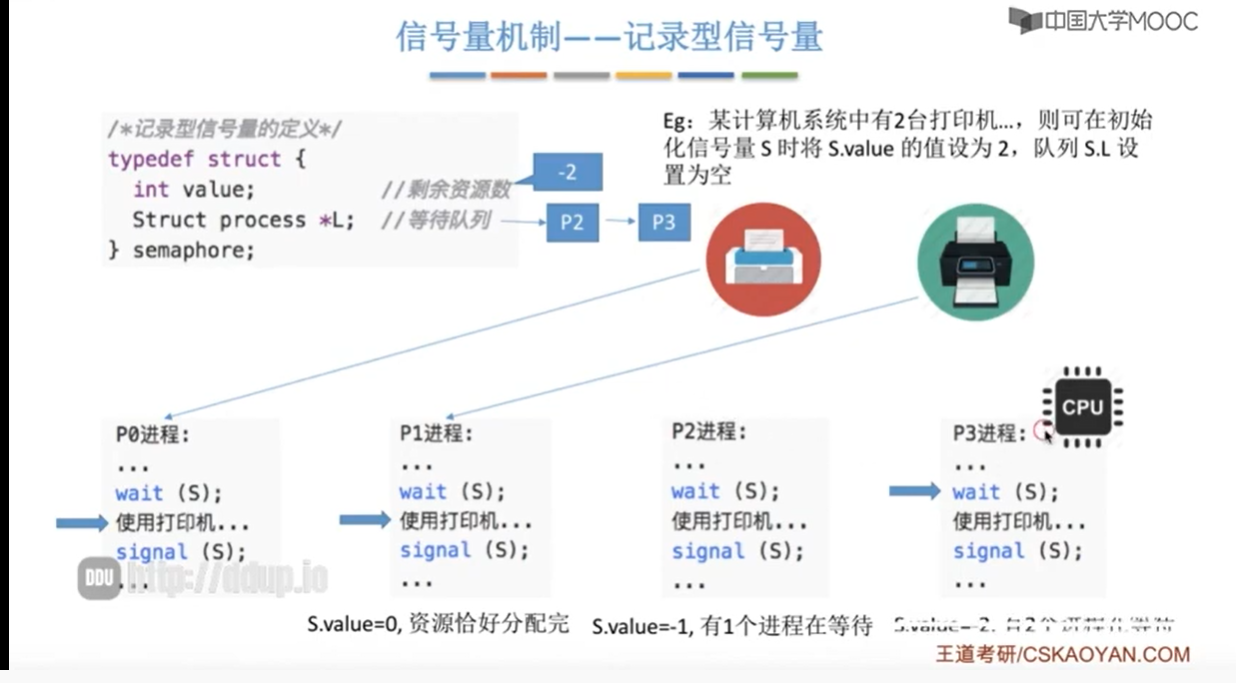 信号量机制——记录型信号量
中国大学MOOC
/*记录型信号量的定义*/
typedef struct {
int value; //剩余资源数
Struct process *L; //等待队列
} semaphore;
-2
P2
P3
Eg：某计算机系统中有2台打印机…，则可在初始
化信号量 S 时将 S.value 的值设为 2，队列 S.L 设
置为空
CPU
P0进程:
...
wait (S);
使用打印机...
signal (S);
...
P1进程:
...
wait (S);
使用打印机...
signal (S);
...
P2进程:
...
wait (S);
使用打印机...
signal (S);
...
P3进程:
...
wait (S);
使用打印机...
signal (S);
...
DDU http://ddup.io
S.value=0, 资源恰好分配完
S.value=-1, 有1个进程在等待
S.value=-2, 有2个进程在等待
王道考研/CSKAOYAN.COM